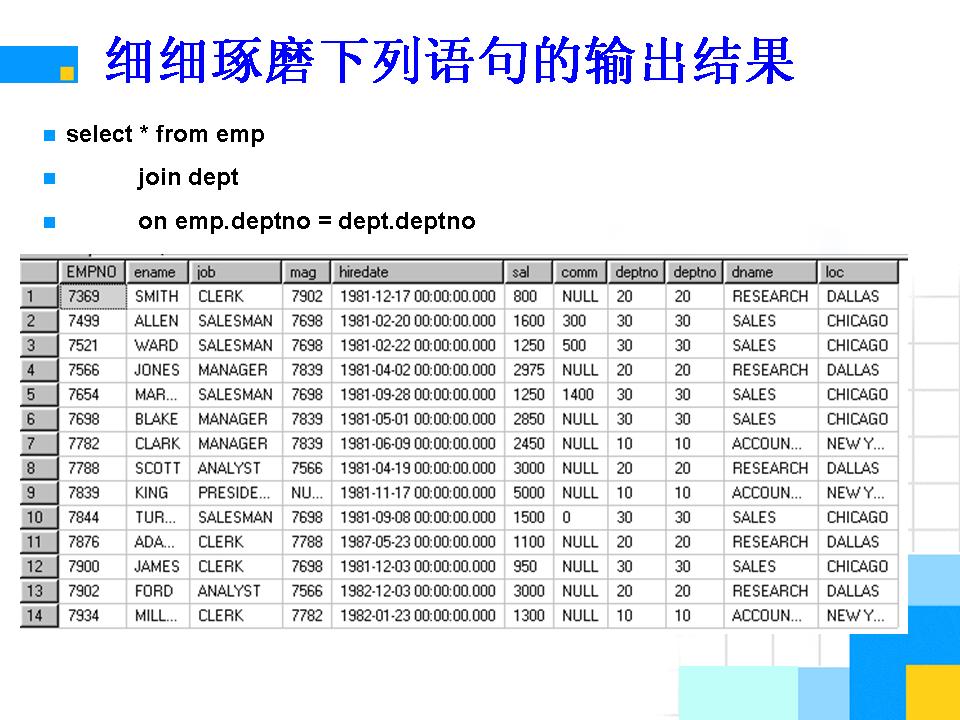 细细琢磨下列语句的输出结果
select * from emp
join dept
on emp.deptno = dept.deptno
EMPNO ename job mag hiredate sal comm deptno deptno dname loc
1 7369 SMITH CLERK 7902 1981-12-17 00:00:00.000 800 NULL 20 20 RESEARCH DALLAS
2 7499 ALLEN SALESMAN 7698 1981-02-20 00:00:00.000 1600 300 30 30 SALES CHICAGO
3 7521 WARD SALESMAN 7698 1981-02-22 00:00:00.000 1250 500 30 30 SALES CHICAGO
4 7566 JONES MANAGER 7839 1981-04-02 00:00:00.000 2975 NULL 20 20 RESEARCH DALLAS
5 7654 MAR... SALESMAN 7698 1981-09-28 00:00:00.000 1250 1400 30 30 SALES CHICAGO
6 7698 BLAKE MANAGER 7839 1981-05-01 00:00:00.000 2850 NULL 30 30 SALES CHICAGO
7 7782 CLARK MANAGER 7839 1981-06-09 00:00:00.000 2450 NULL 10 10 ACCOUN... NEW Y...
8 7788 SCOTT ANALYST 7566 1981-04-19 00:00:00.000 3000 NULL 20 20 RESEARCH DALLAS
9 7839 KING PRESIDE... NU... 1981-11-17 00:00:00.000 5000 NULL 10 10 ACCOUN... NEW Y...
10 7844 TUR... SALESMAN 7698 1981-09-08 00:00:00.000 1500 0 30 30 SALES CHICAGO
11 7876 ADA... CLERK 7788 1987-05-23 00:00:00.000 1100 NULL 20 20 RESEARCH DALLAS
12 7900 JAMES CLERK 7698 1981-12-03 00:00:00.000 950 NULL 30 30 SALES CHICAGO
13 7902 FORD ANALYST 7566 1982-12-03 00:00:00.000 3000 NULL 20 20 RESEARCH DALLAS
14 7934 MILL... CLERK 7782 1982-01-23 00:00:00.000 1300 NULL 10 10 ACCOUN... NEW Y...